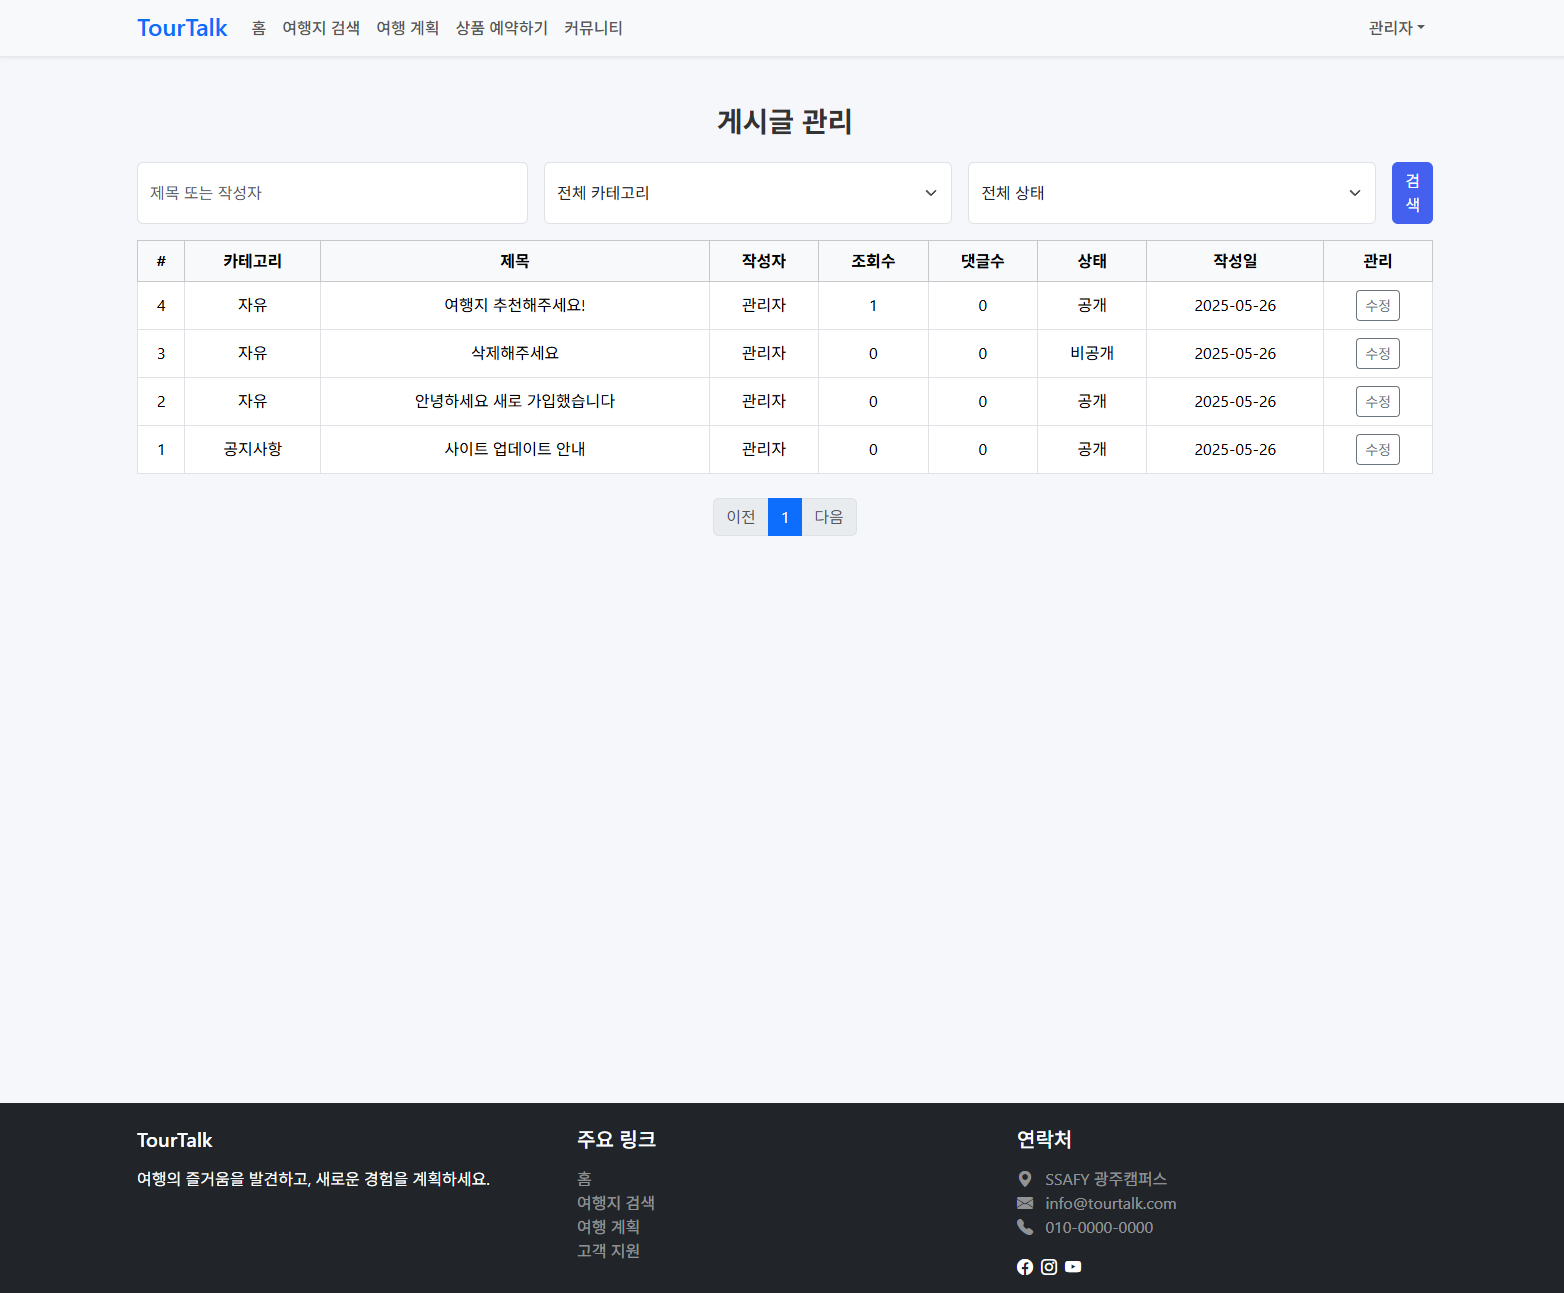 TourTalk 홈 여행지 검색 여행 계획 상품 예약하기 커뮤니티 관리자
게시글 관리
제목 또는 작성자 전체 카테고리 전체 상태 검색
# 카테고리 제목 작성자 조회수 댓글수 상태 작성일 관리
4 자유 여행지 추천해주세요! 관리자 1 0 공개 2025-05-26 수정
3 자유 삭제해주세요 관리자 0 0 비공개 2025-05-26 수정
2 자유 안녕하세요 새로 가입했습니다 관리자 0 0 공개 2025-05-26 수정
1 공지사항 사이트 업데이트 안내 관리자 0 0 공개 2025-05-26 수정
이전 1 다음
TourTalk
여행의 즐거움을 발견하고, 새로운 경험을 계획하세요.
주요 링크
홈
여행지 검색
여행 계획
고객 지원
연락처
SSAFY 광주캠퍼스
info@tourtalk.com
010-0000-0000